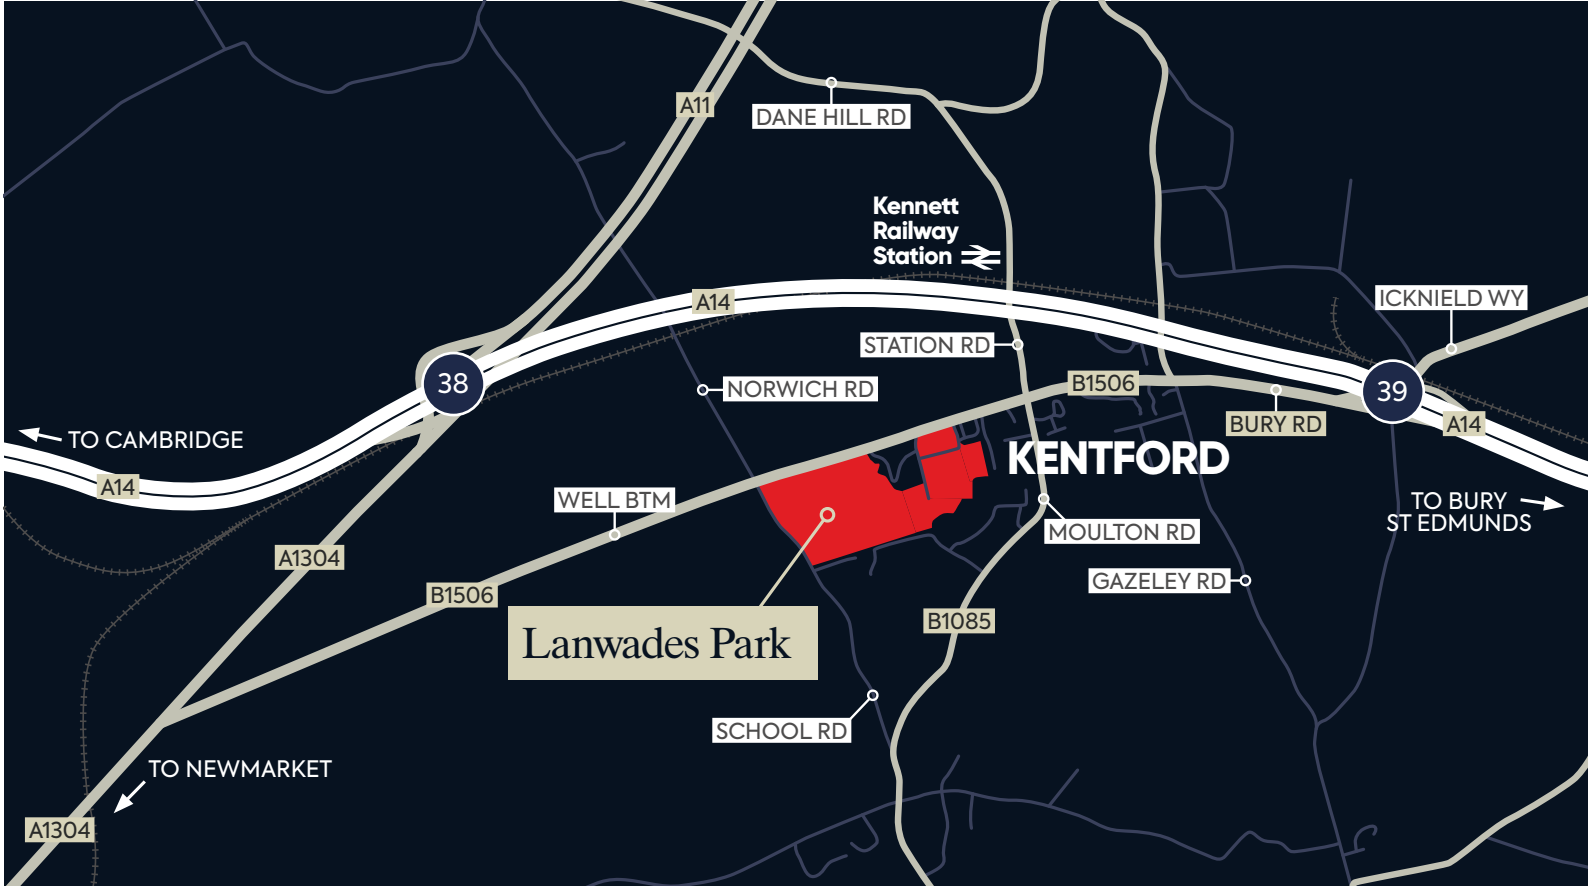 A11
DANE HILL RD
Kennett
Railway
Station
ICKNIELD WY
A14
STATION RD
38
NORWICH RD
B1506
39
BURY RD
A14
TO CAMBRIDGE
KENTFORD
A14
WELL BTM
TO BURY
ST EDMUNDS
MOULTON RD
A1304
GAZELEY RD
B1506
B1085
Lanwades Park
SCHOOL RD
TO NEWMARKET
A1304